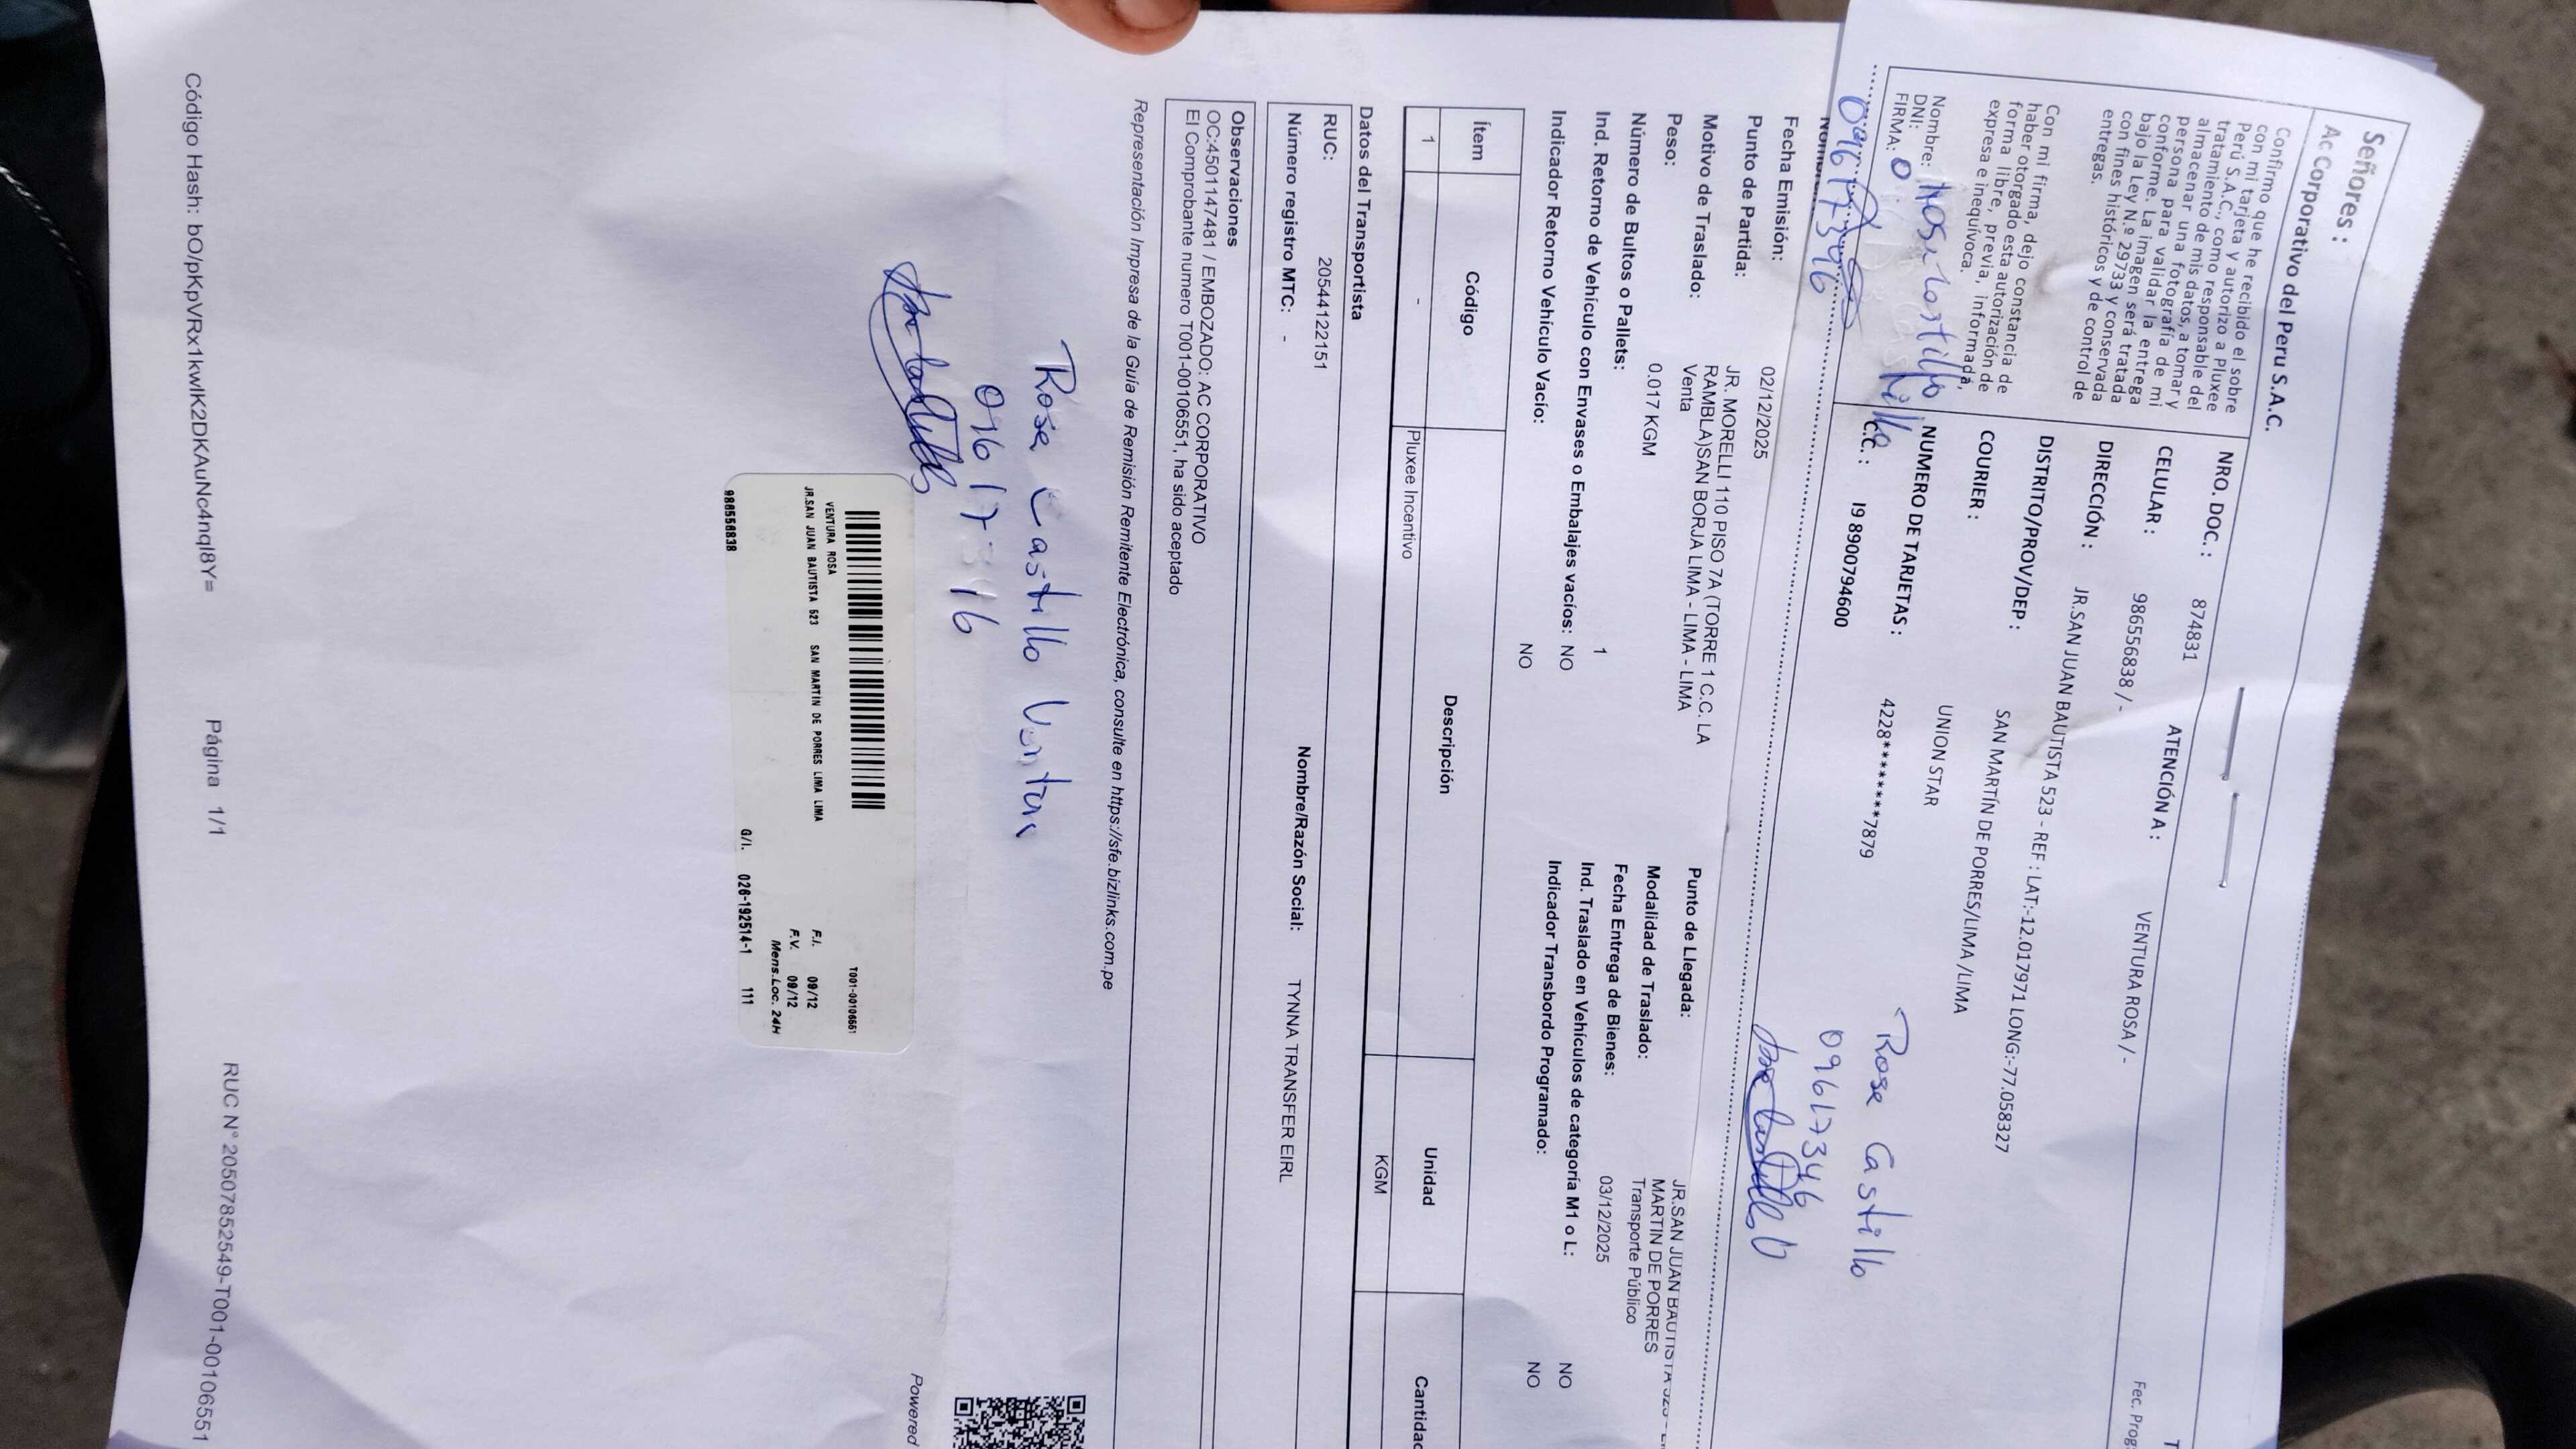 Señores :
Ac Corporativo del Peru S.A.C.
Confirmo que he recibido el sobre
con mi tarjeta y autorizo a Pluxee
Perú S.A.C., como responsable del
tratamiento de mis datos, a tomar y
almacenar una fotografía de mi
persona para validar la entrega
conforme. La imagen será tratada
bajo la Ley N.º 29733 y conservada
con fines históricos y de control de
entregas.
Con mi firma, dejo constancia de
haber otorgado esta autorización de
forma libre, previa, informada,
expresa e inequívoca.
Nombre: Rosa Castillo
DNI:
FIRMA:
NRO. DOC. : 874831
CELULAR : 986556838 / -
ATENCIÓN A : VENTURA ROSA / -
DIRECCIÓN : JR.SAN JUAN BAUTISTA 523 - REF : LAT:-12.017971 LONG:-77.058327
DISTRITO/PROV/DEP : SAN MARTÍN DE PORRES/LIMA /LIMA
COURIER : UNION STAR
NUMERO DE TARJETAS : 4228********7879
C.C. : I9 8900794600
Rosa Castillo
09617346
09617346
Fecha Emisión: 02/12/2025
Punto de Partida: JR. MORELLI 110 PISO 7A (TORRE 1 C.C. LA
RAMBLA)SAN BORJA LIMA - LIMA - LIMA
Punto de Llegada: JR.SAN JUAN BAUTISTA
MARTIN DE PORRES
Motivo de Traslado: Venta
Modalidad de Traslado: Transporte Público
Peso: 0.017 KGM
Fecha Entrega de Bienes: 03/12/2025
Número de Bultos o Pallets: 1
Ind. Traslado en Vehículos de categoría M1 o L: NO
Ind. Retorno de Vehículo con Envases o Embalajes vacíos: NO
Indicador Transbordo Programado: NO
Indicador Retorno Vehiculo Vacío: NO
Ítem Código Descripción Unidad Cantidad
1 - Pluxee Incentivo KGM
Datos del Transportista
RUC: 20544122151 Nombre/Razón Social: TYNNA TRANSFER EIRL
Número registro MTC: -
Observaciones
OC:4501147481 / EMBOZADO: AC CORPORATIVO
El Comprobante numero T001-00106551, ha sido aceptado
Representación Impresa de la Guía de Remisión Remitente Electrónica, consulte en https://sfe.bizlinks.com.pe
Rosa Castillo Ventura
T001-00106551
VENTURA ROSA
JR.SAN JUAN BAUTISTA 523 SAN MARTÍN DE PORRES LIMA LIMA
F.I. 09/12
F.V. 09/12
Mens.Loc. 24H
986556838 G/I. 026-192514-1 111
Powered
Código Hash: bO/pKpVRx1kwIK2DKAuNc4nqI8Y= Página 1/1 RUC N° 20507852549-T001-00106551